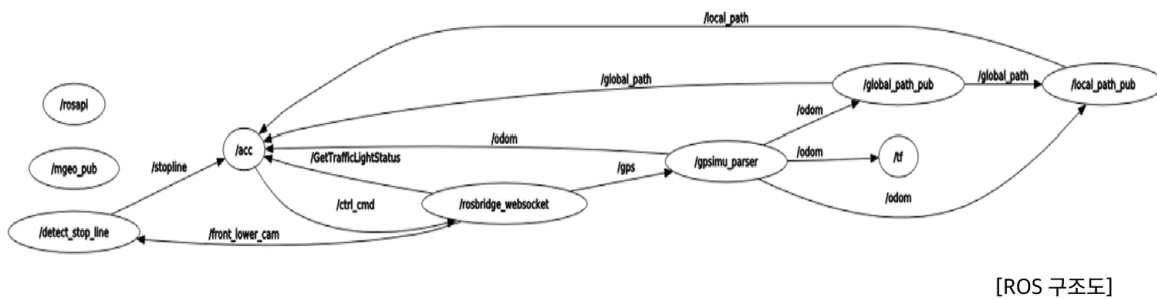 /local_path
/global_path
/global_path
/rosapi
/global_path_pub
/local_path_pub
/odom
/acc
/odom
/GetTrafficLightStatus
/odom
/tf
/mgeo_pub
/stopline
/gps
/gpsimu_parser
/odom
/ctrl_cmd
/rosbridge_websocket
/detect_stop_line
/front_lower_cam
[ROS 구조도]